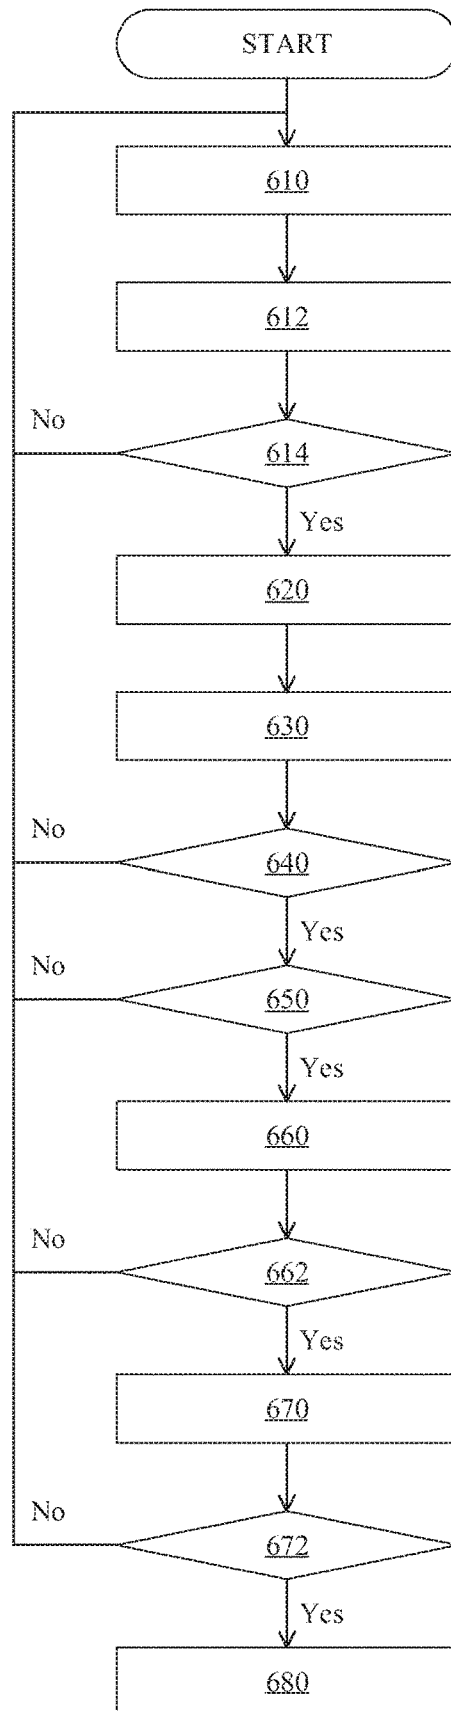 START
610
612
No
614
Yes
620
630
No
640
Yes
No
650
Yes
660
No
662
Yes
670
No
672
Yes
680